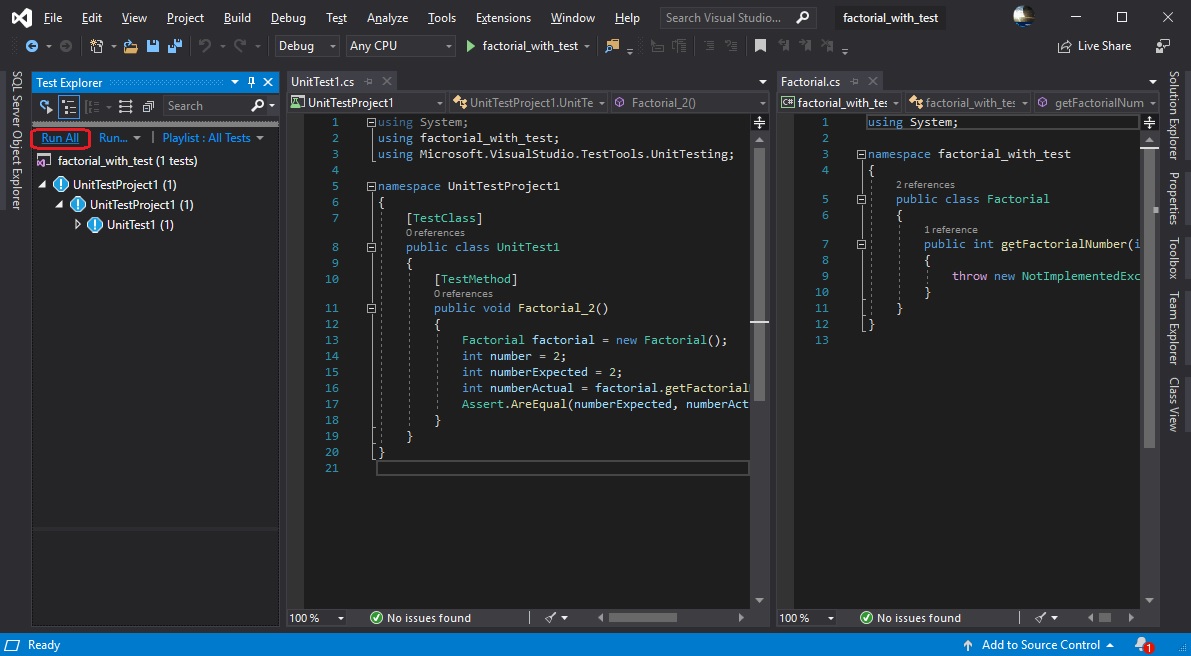 File Edit View Project Build Debug Test Analyze Tools Extensions Window Help Search Visual Studio... factorial_with_test
Debug Any CPU factorial_with_test Live Share
SQL Server Object Explorer
Test Explorer
Search
Run All Run... Playlist : All Tests
factorial_with_test (1 tests)
UnitTestProject1 (1)
UnitTestProject1 (1)
UnitTest1 (1)
UnitTest1.cs
UnitTestProject1 UnitTestProject1.UnitTe Factorial_2()
1 using System;
2 using factorial_with_test;
3 using Microsoft.VisualStudio.TestTools.UnitTesting;
4
5 namespace UnitTestProject1
6 {
7 [TestClass]
0 references
8 public class UnitTest1
9 {
10 [TestMethod]
0 references
11 public void Factorial_2()
12 {
13 Factorial factorial = new Factorial();
14 int number = 2;
15 int numberExpected = 2;
16 int numberActual = factorial.getFactorial
17 Assert.AreEqual(numberExpected, numberAct
18 }
19 }
20 }
21
100 % No issues found
Factorial.cs
C# factorial_with_tes factorial_with_tes getFactorialNum
1 using System;
2
3 namespace factorial_with_test
4 {
2 references
5 public class Factorial
6 {
1 reference
7 public int getFactorialNumber(i
8 {
9 throw new NotImplementedExc
10 }
11 }
12 }
13
100 % No issues found
Solution Explorer
Properties
Toolbox
Team Explorer
Class View
Ready Add to Source Control 1